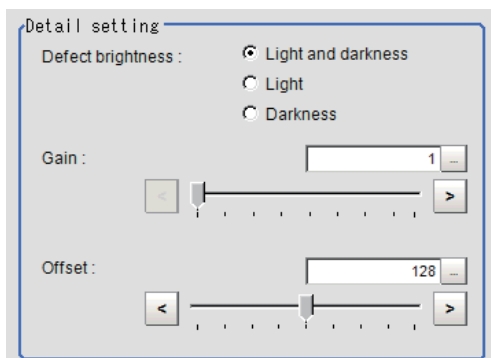 Detail setting
Defect brightness :
Light and darkness
Light
Darkness
Gain :
1 ...
< >
Offset :
128 ...
< >